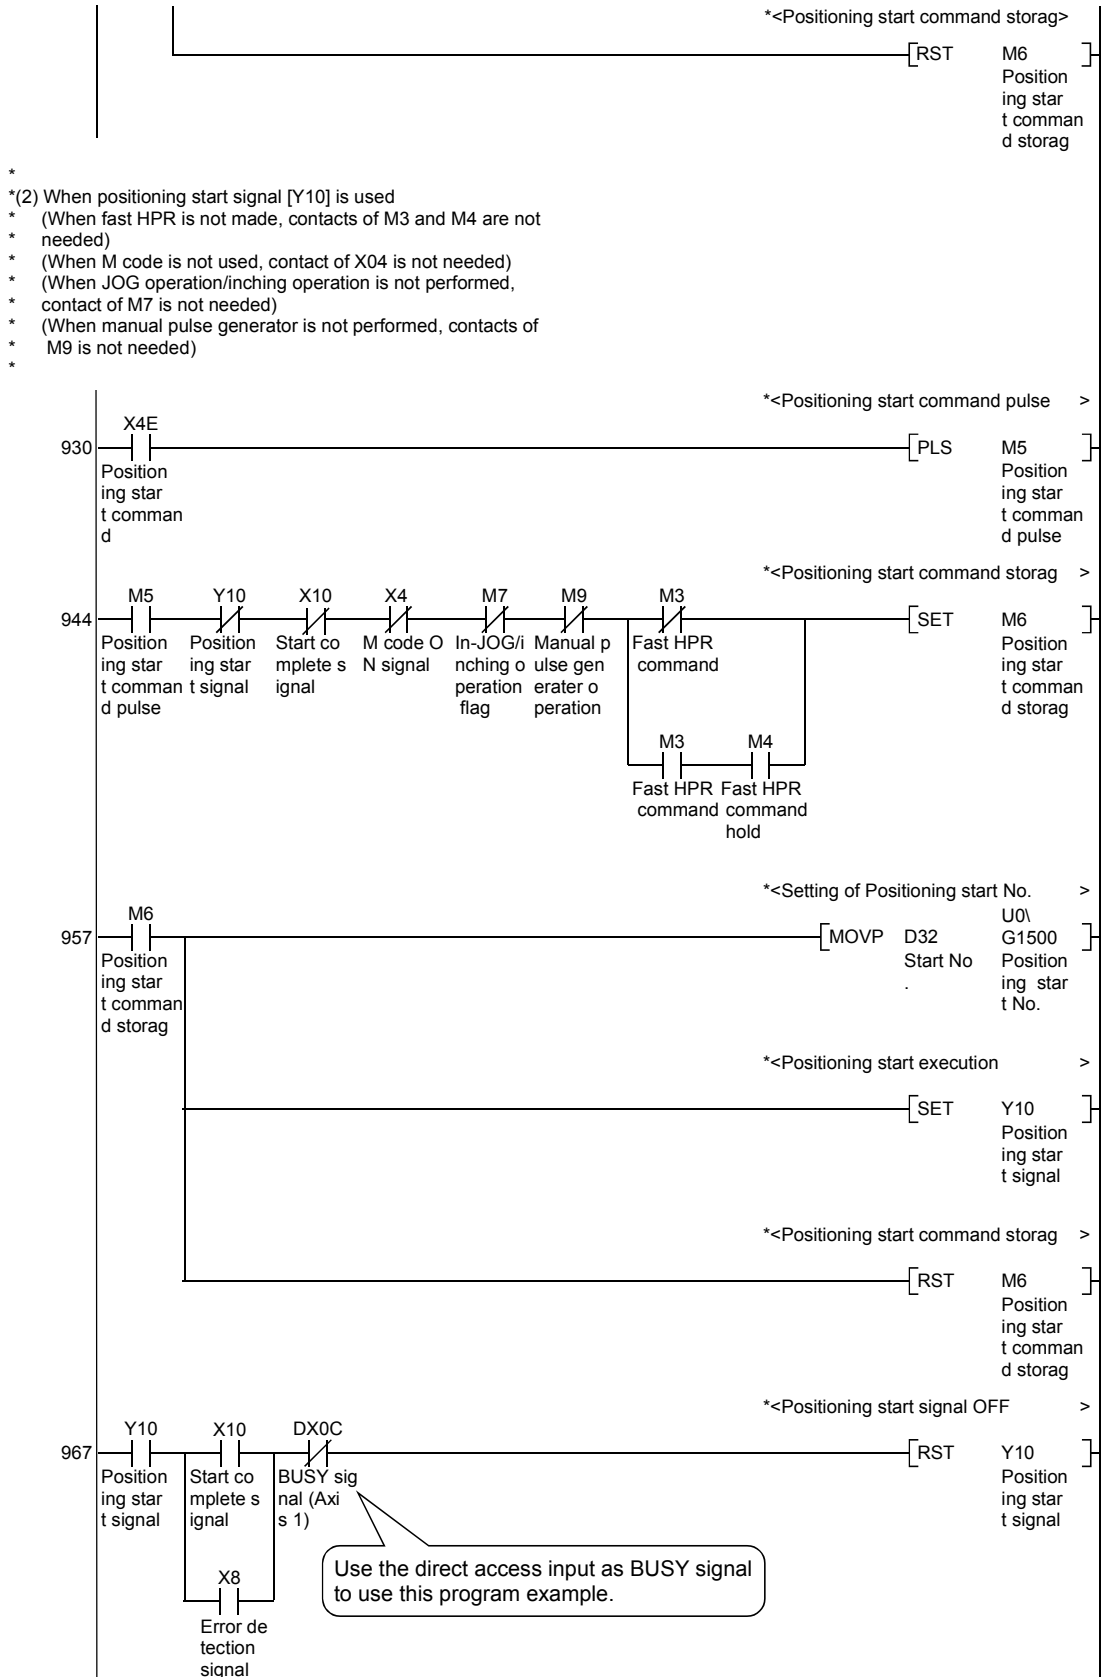 *<Positioning start command storag>
RST M6
Position
ing star
t comman
d storag
*
*(2) When positioning start signal [Y10] is used
* (When fast HPR is not made, contacts of M3 and M4 are not
* needed)
* (When M code is not used, contact of X04 is not needed)
* (When JOG operation/inching operation is not performed,
* contact of M7 is not needed)
* (When manual pulse generator is not performed, contacts of
* M9 is not needed)
*
*<Positioning start command pulse >
X4E
930 PLS M5
Position Position
ing star ing star
t comman t comman
d d pulse
*<Positioning start command storag >
M5 Y10 X10 X4 M7 M9 M3
944 SET M6
Position Position Start co M code O In-JOG/i Manual p Fast HPR Position
ing star ing star mplete s N signal nching o ulse gen command ing star
t comman t signal ignal peration erater o t comman
d pulse flag peration d storag
M3 M4
Fast HPR Fast HPR
command command
hold
*<Setting of Positioning start No. >
M6 U0\
957 MOVP D32 G1500
Position Start No Position
ing star . ing star
t comman t No.
d storag
*<Positioning start execution >
SET Y10
Position
ing star
t signal
*<Positioning start command storag >
RST M6
Position
ing star
t comman
d storag
*<Positioning start signal OFF >
Y10 X10 DX0C
967 RST Y10
Position Start co BUSY sig Position
ing star mplete s nal (Axi ing star
t signal ignal s 1) t signal
Use the direct access input as BUSY signal
to use this program example.
X8
Error de
tection
signal